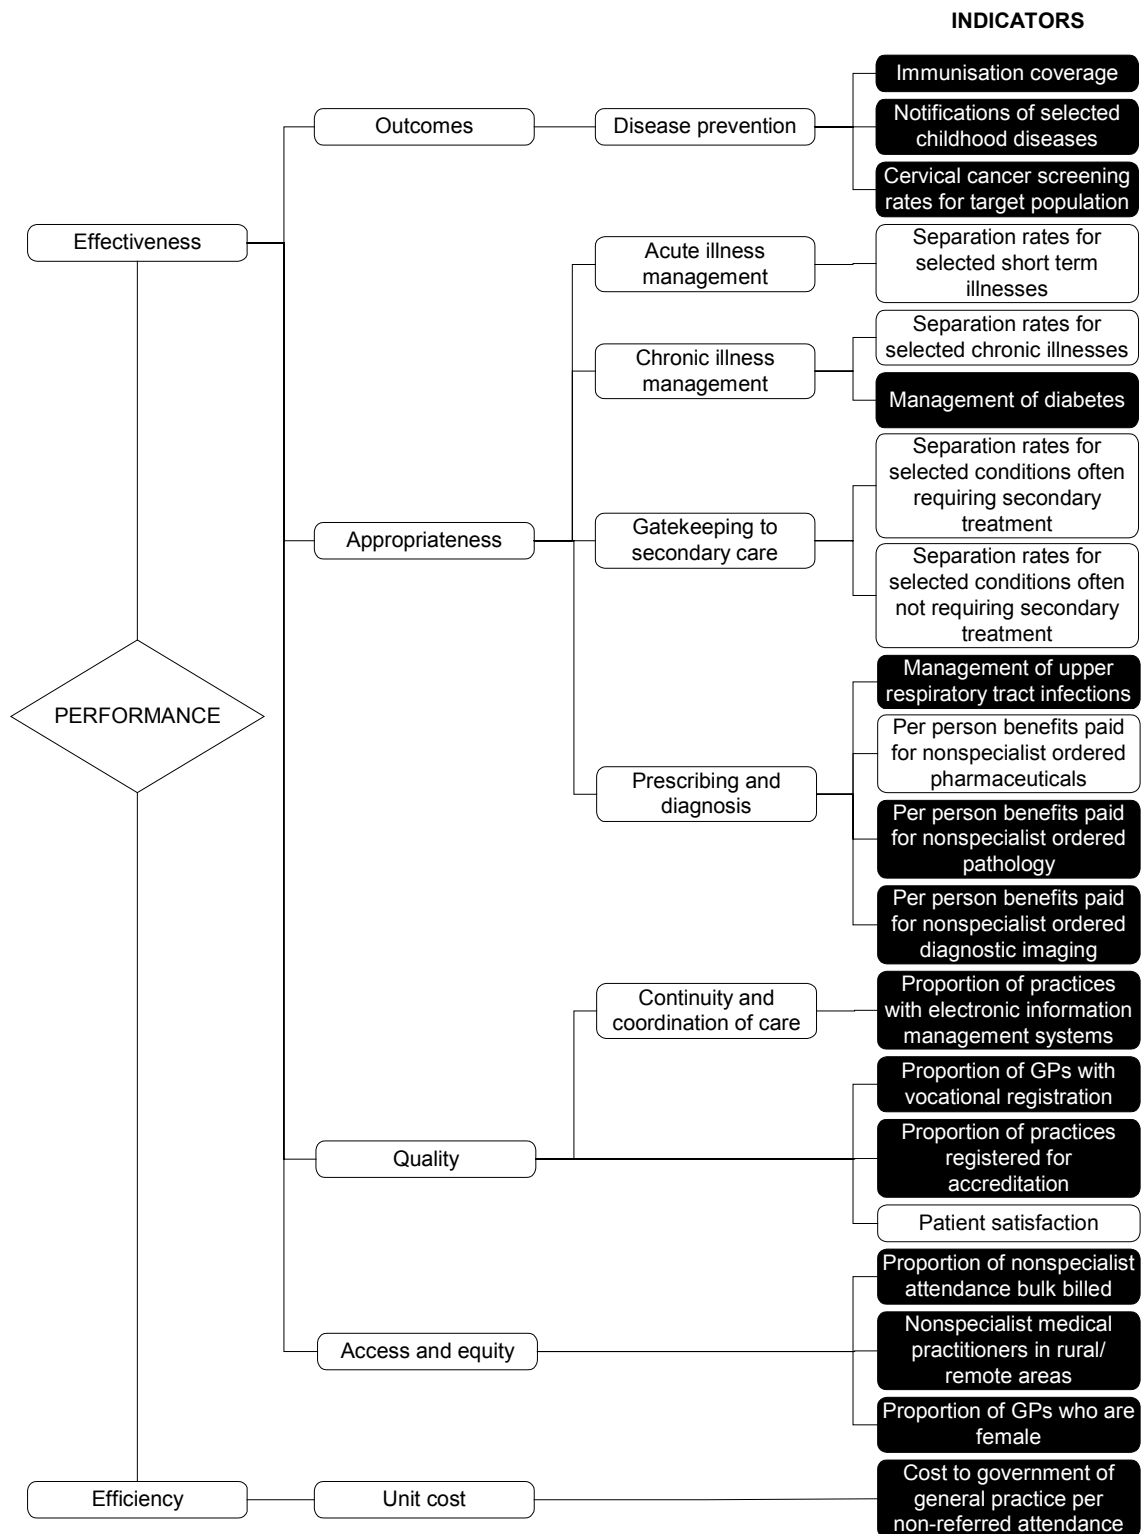 INDICATORS
Immunisation coverage
Outcomes
Disease prevention
Notifications of selected
childhood diseases
Cervical cancer screening
rates for target population
Effectiveness
Acute illness
management
Separation rates for
selected short term
illnesses
Chronic illness
management
Separation rates for
selected chronic illnesses
Management of diabetes
Appropriateness
Gatekeeping to
secondary care
Separation rates for
selected conditions often
requiring secondary
treatment
Separation rates for
selected conditions often
not requiring secondary
treatment
PERFORMANCE
Prescribing and
diagnosis
Management of upper
respiratory tract infections
Per person benefits paid
for nonspecialist ordered
pharmaceuticals
Per person benefits paid
for nonspecialist ordered
pathology
Per person benefits paid
for nonspecialist ordered
diagnostic imaging
Continuity and
coordination of care
Proportion of practices
with electronic information
management systems
Quality
Proportion of GPs with
vocational registration
Proportion of practices
registered for
accreditation
Patient satisfaction
Access and equity
Proportion of nonspecialist
attendance bulk billed
Nonspecialist medical
practitioners in rural/
remote areas
Proportion of GPs who are
female
Efficiency
Unit cost
Cost to government of
general practice per
non-referred attendance